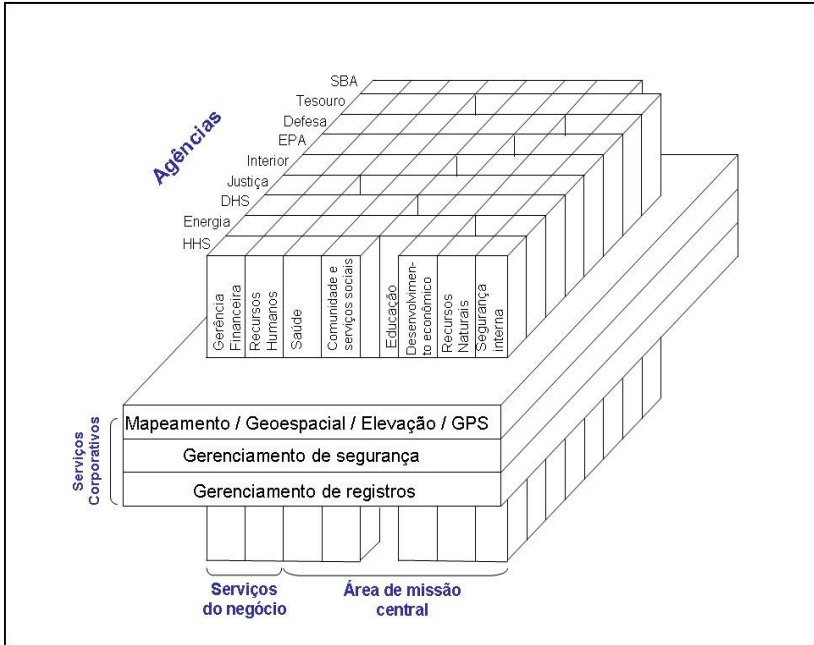 SBA
Tesouro
Defesa
EPA
Interior
Justiça
DHS
Energia
HHS
Agências
Gerência
Financeira
Recursos
Humanos
Saúde
Comunidade e
serviços sociais
Educação
Desenvolvimen-
to econômico
Recursos
Naturais
Segurança
interna
Serviços
Corporativos
Mapeamento / Geoespacial / Elevação / GPS
Gerenciamento de segurança
Gerenciamento de registros
Serviços
do negócio
Área de missão
central